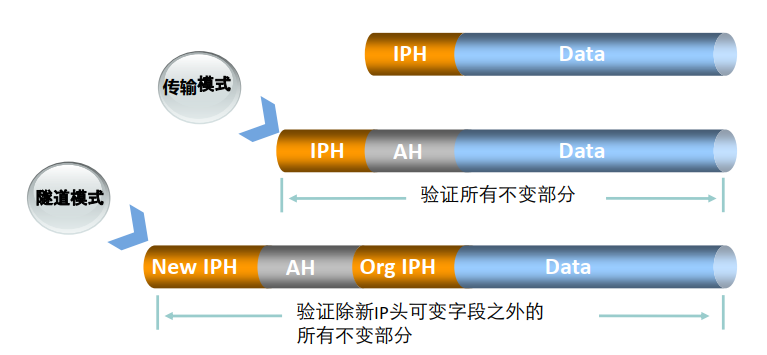 IPH Data
传输模式
IPH AH Data
验证所有不变部分
隧道模式
New IPH AH Org IPH Data
验证除新IP头可变字段之外的
所有不变部分